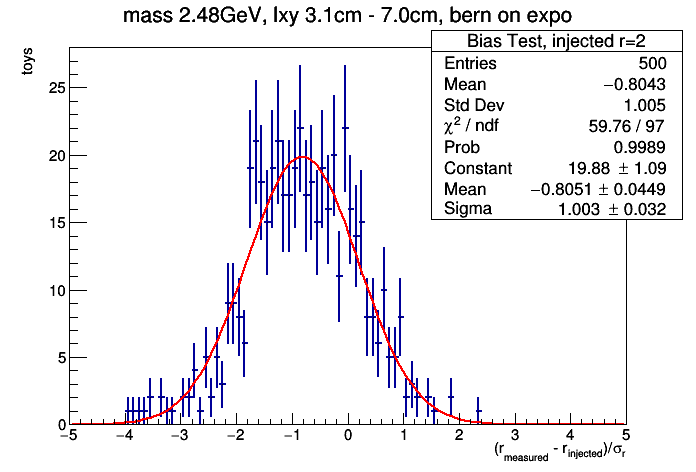 mass 2.48GeV, lxy 3.1cm - 7.0cm, bern on expo
Bias Test, injected r=2
Entries 500
Mean −0.8043
Std Dev 1.005
χ² / ndf 59.76 / 97
Prob 0.9989
Constant 19.88 ± 1.09
Mean −0.8051 ± 0.0449
Sigma 1.003 ± 0.032
toys
25
20
15
10
5
0
−5 −4 −3 −2 −1 0 1 2 3 4 5
(r_measured - r_injected)/σ_r